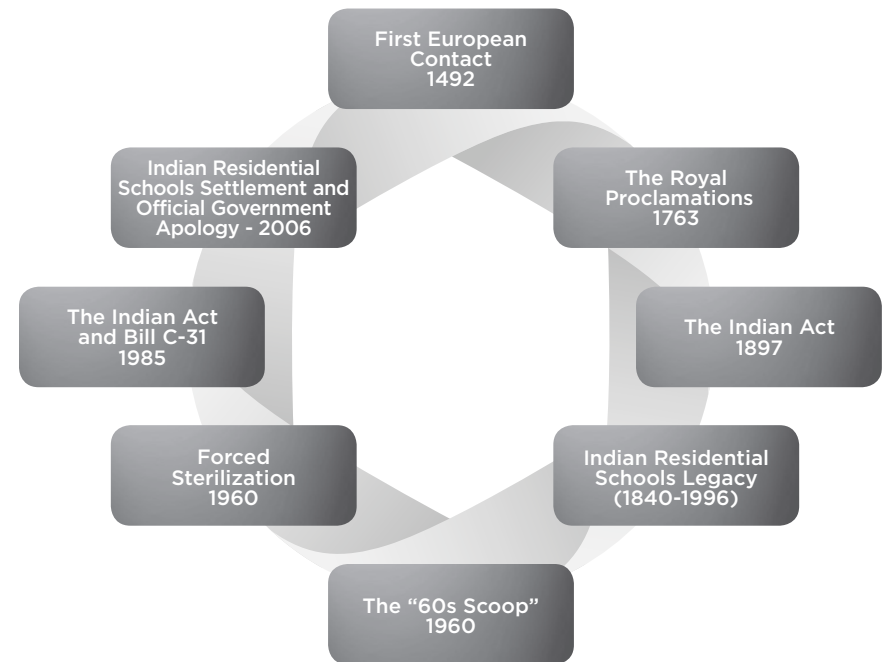 First European
Contact
1492
The Royal
Proclamations
1763
The Indian Act
1897
Indian Residential
Schools Legacy
(1840-1996)
The “60s Scoop”
1960
Forced
Sterilization
1960
The Indian Act
and Bill C-31
1985
Indian Residential
Schools Settlement and
Official Government
Apology - 2006